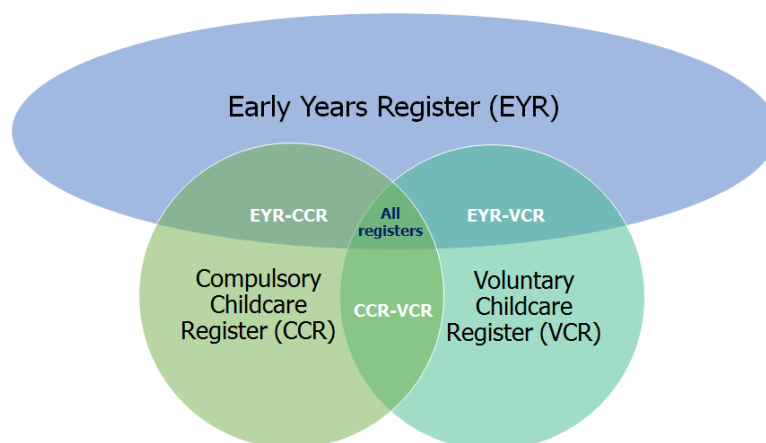 Early Years Register (EYR)
EYR-CCR
All
registers
EYR-VCR
Compulsory
Childcare
Register (CCR)
CCR-VCR
Voluntary
Childcare
Register (VCR)